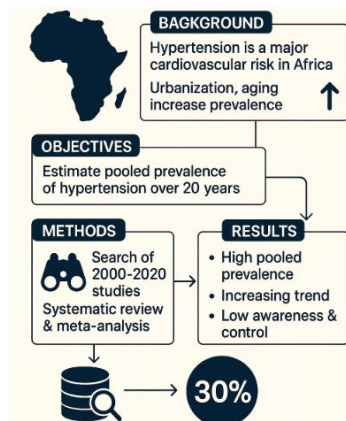 BAGKGROUND
Hypertension is a major
cardiovascular risk in Africa
Urbanization, aging
increase prevalence
OBJECTIVES
Estimate pooled prevalence
of hypertension over 20 years
METHODS
Search of
2000-2020
studies
Systematic review
& meta-analysis
RESULTS
• High pooled
prevalence
• Increasing trend
• Low awareness &
control
30%